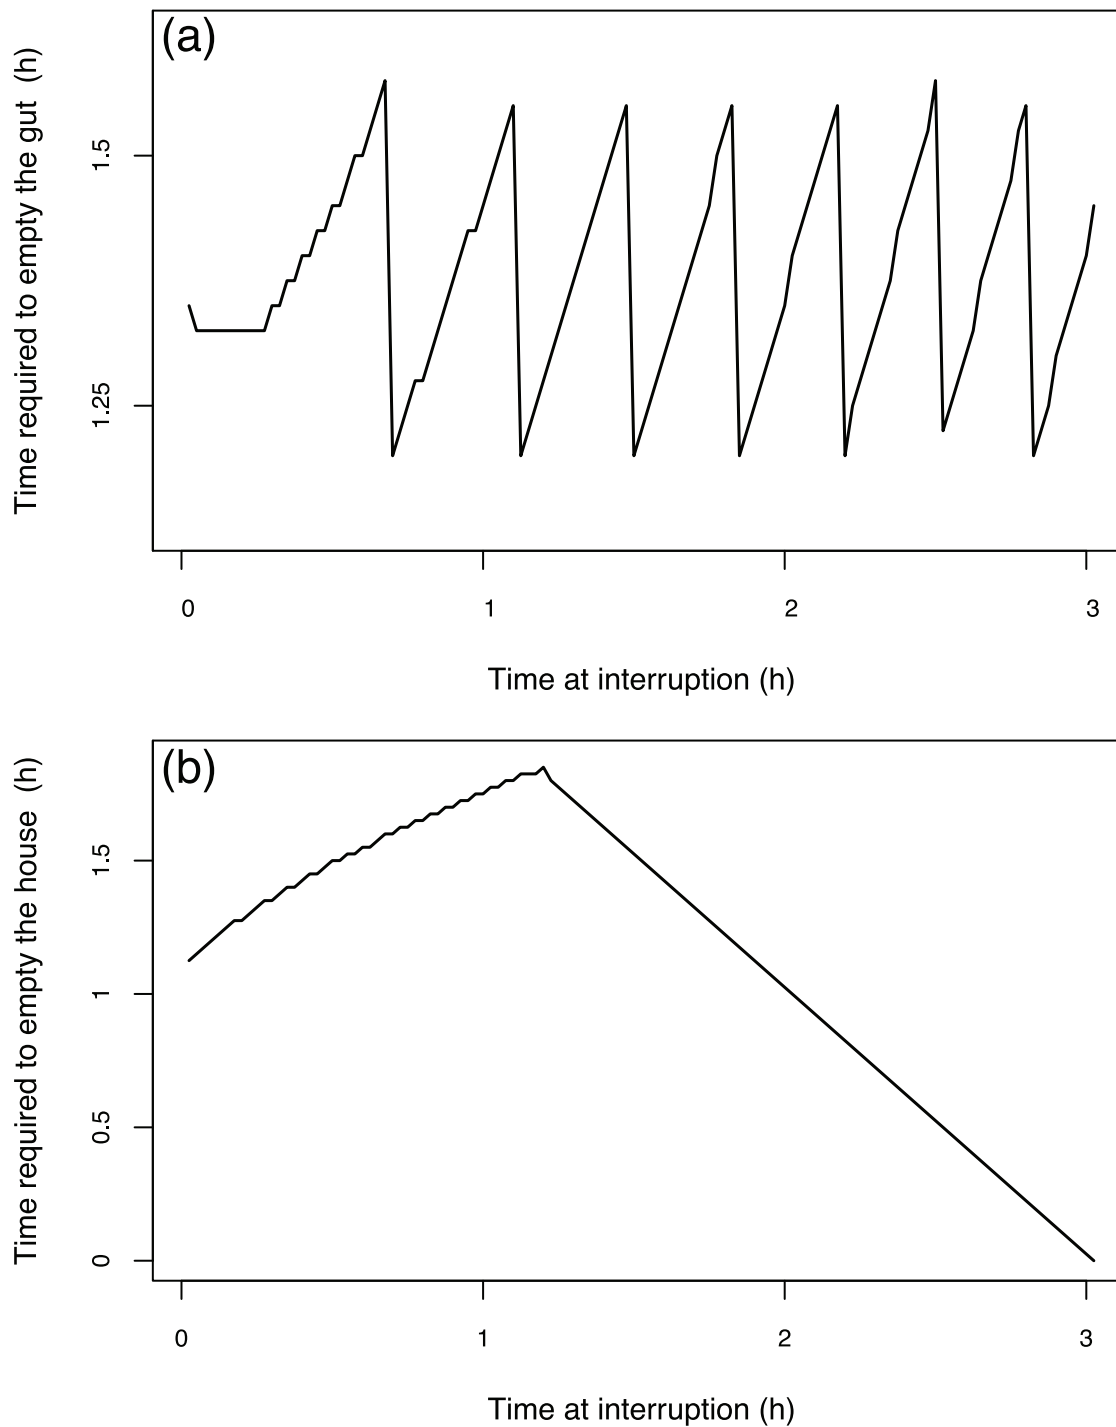 (a)
Time required to empty the gut (h)
1.5
1.25
0 1 2 3
Time at interruption (h)
(b)
Time required to empty the house (h)
1.5
1
0.5
0
0 1 2 3
Time at interruption (h)